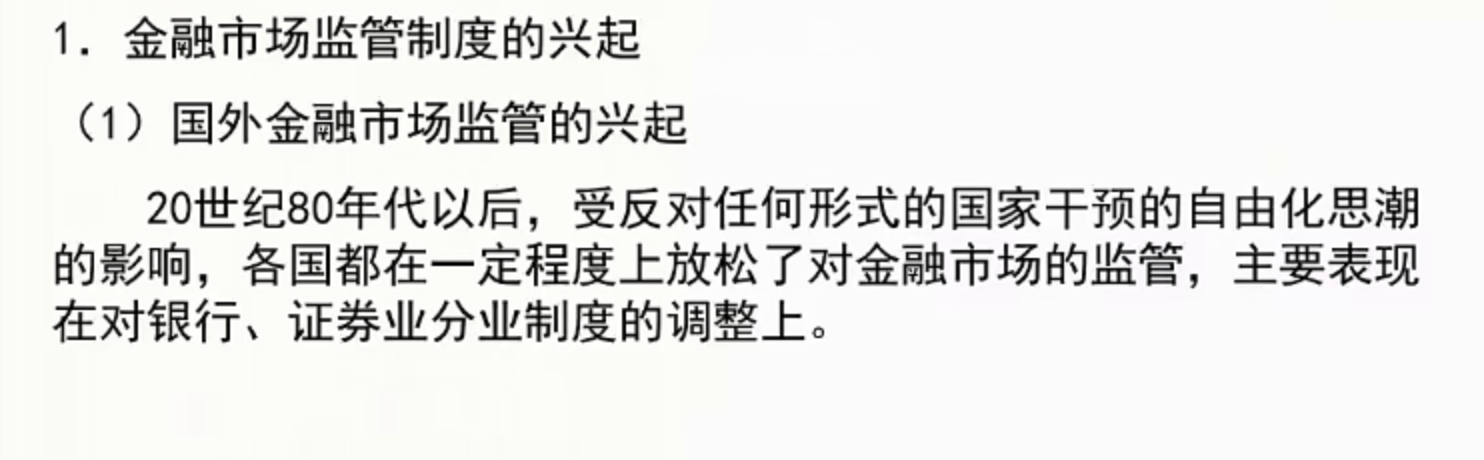 1. 金融市场监管制度的兴起
（1）国外金融市场监管的兴起
20世纪80年代以后，受反对任何形式的国家干预的自由化思潮
的影响，各国都在一定程度上放松了对金融市场的监管，主要表现
在对银行、证券业分业制度的调整上。